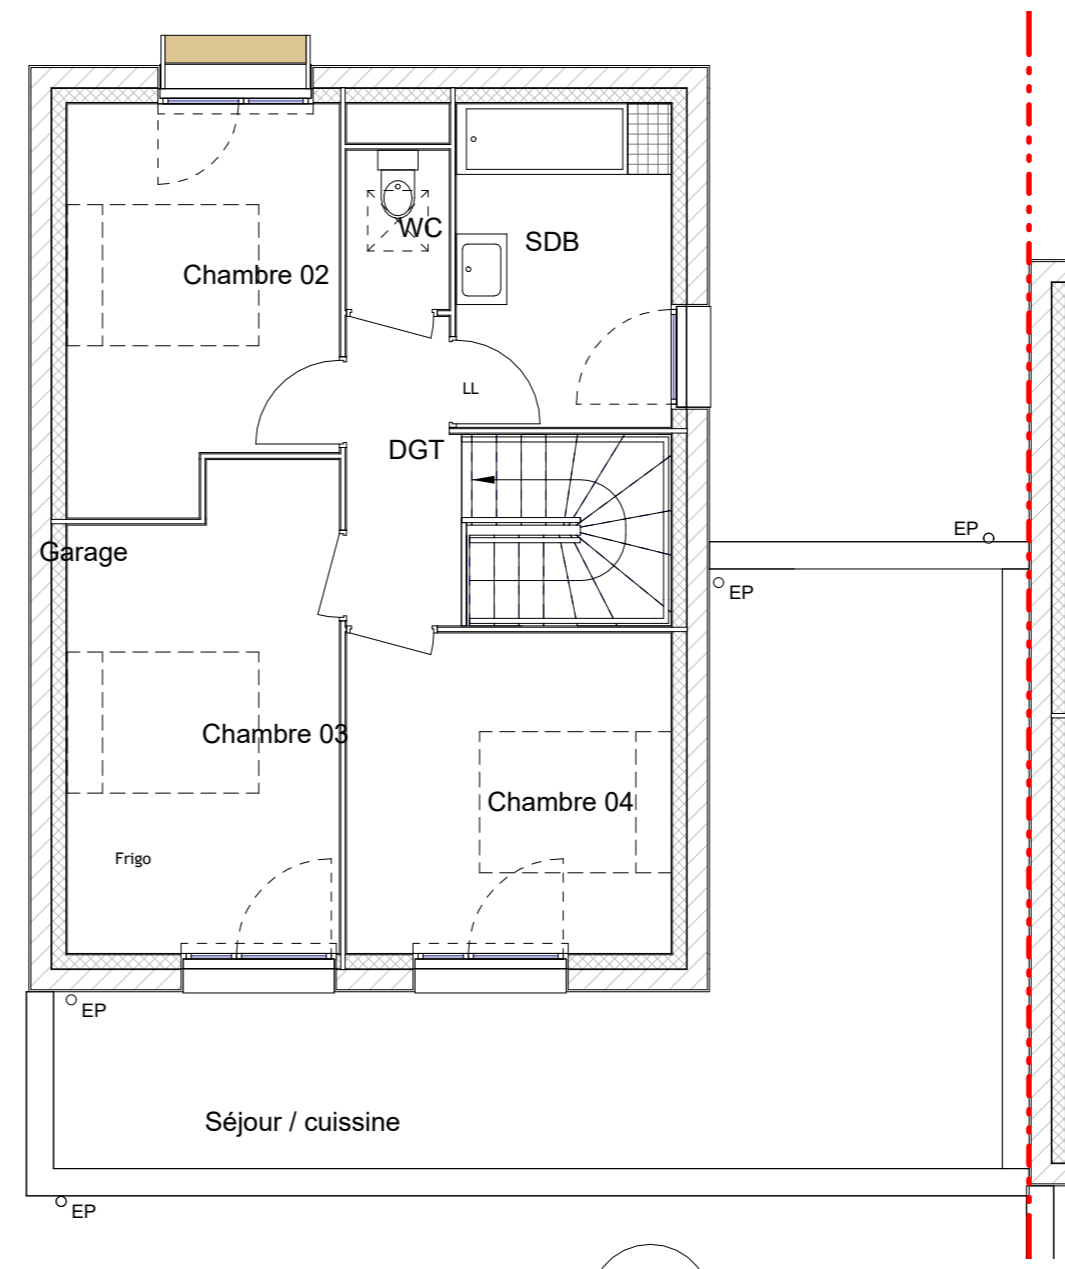 WC
SDB
Chambre 02
LL
DGT
EP
Garage
EP
Chambre 03
Chambre 04
Frigo
EP
Séjour / cuissine
EP